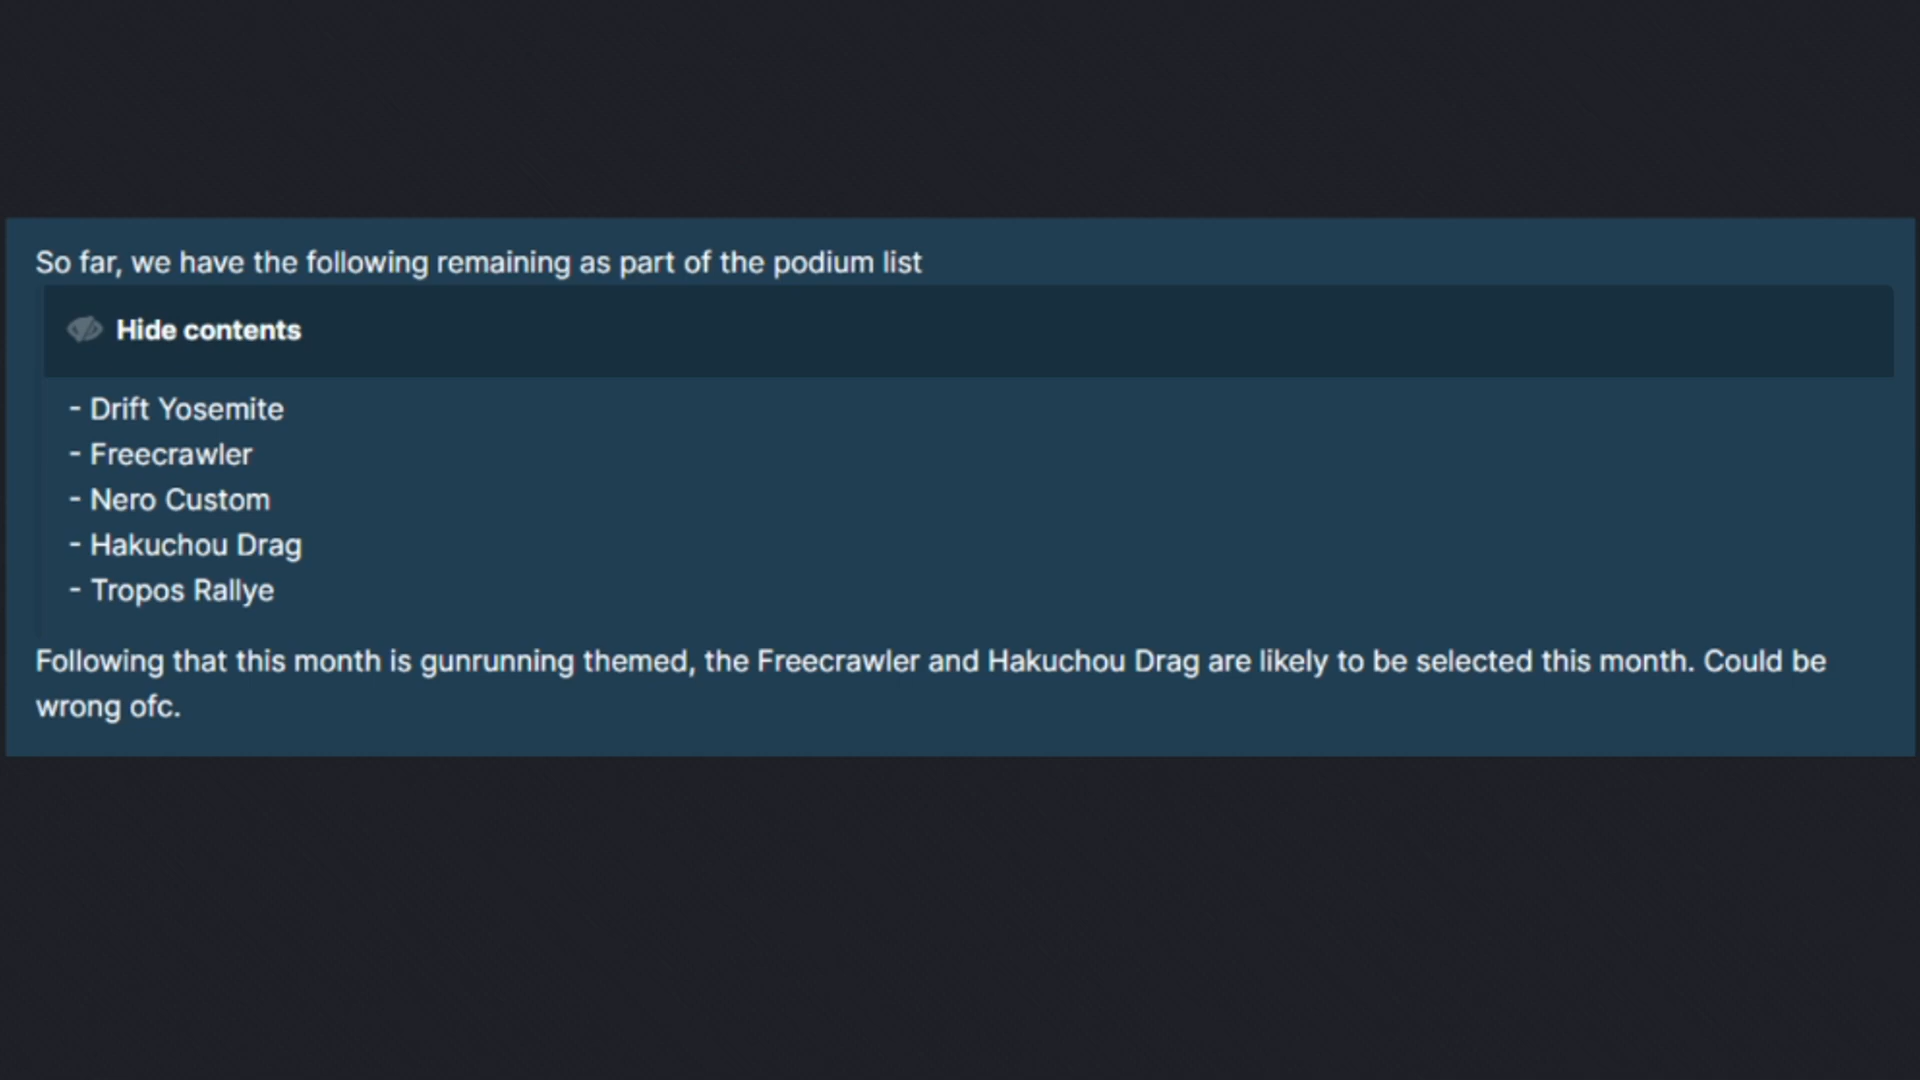 So far, we have the following remaining as part of the podium list
Hide contents
- Drift Yosemite
- Freecrawler
- Nero Custom
- Hakuchou Drag
- Tropos Rallye
Following that this month is gunrunning themed, the Freecrawler and Hakuchou Drag are likely to be selected this month. Could be
wrong ofc.